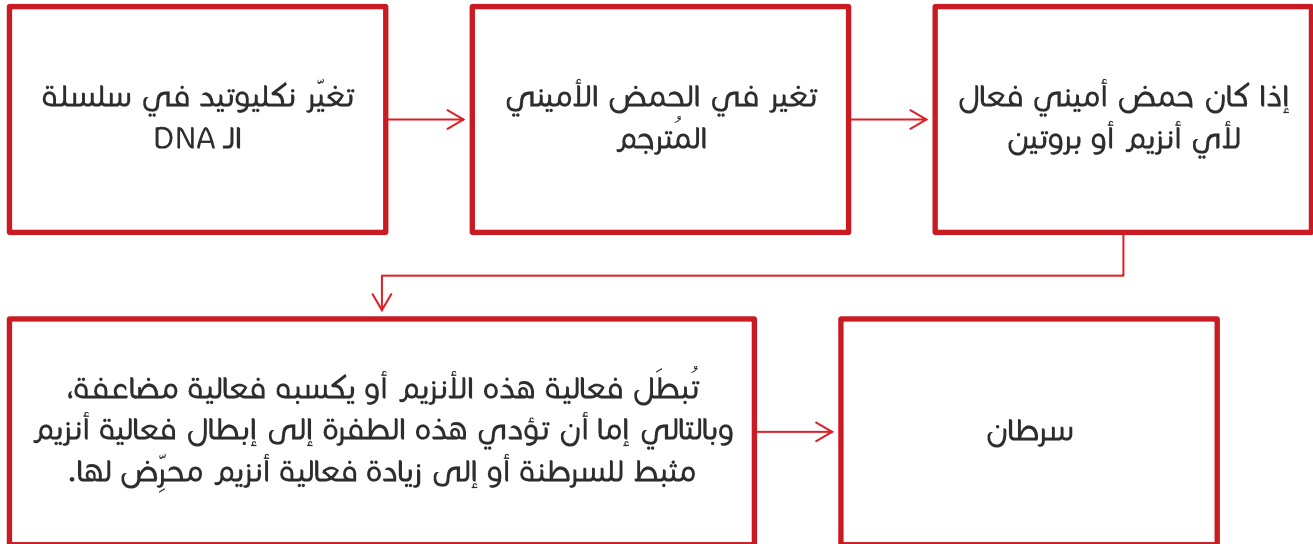 تغيّر نكليوتيد في سلسلة
الـ DNA
تغير في الحمض الأميني
المُترجم
إذا كان حمض أميني فعال
لأي أنزيم أو بروتين
تُبطَل فعالية هذه الأنزيم أو يكسبه فعالية مضاعفة،
وبالتالي إما أن تؤدي هذه الطفرة إلى إبطال فعالية أنزيم
مثبط للسرطنة أو إلى زيادة فعالية أنزيم محرِّض لها.
سرطان